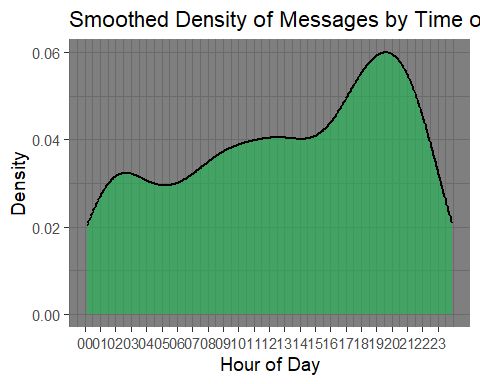 Smoothed Density of Messages by Time o
0.06
0.04
0.02
0.00
Density
000102030405060708091011121314151617181920212223
Hour of Day